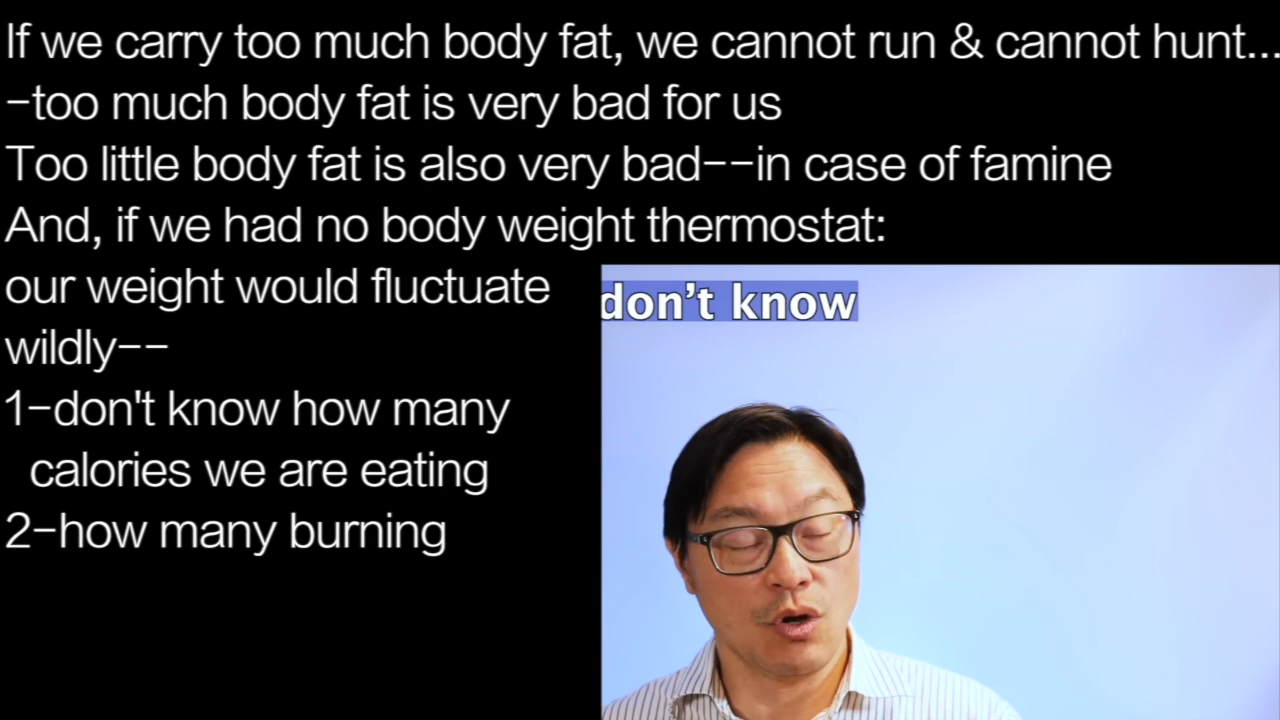 If we carry too much body fat, we cannot run & cannot hunt...
-too much body fat is very bad for us
Too little body fat is also very bad--in case of famine
And, if we had no body weight thermostat:
our weight would fluctuate
wildly--
don't know
1-don't know how many
calories we are eating
2-how many burning